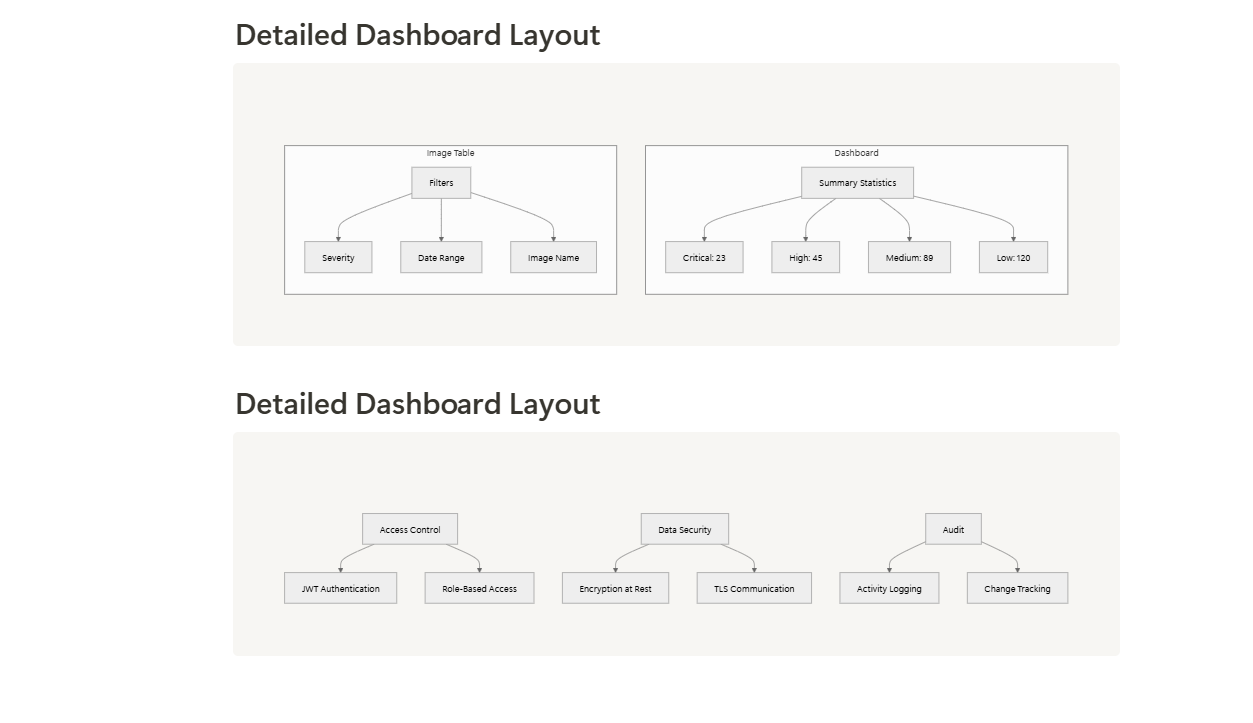 Detailed Dashboard Layout
Image Table
Filters
Severity
Date Range
Image Name
Dashboard
Summary Statistics
Critical: 23
High: 45
Medium: 89
Low: 120
Detailed Dashboard Layout
Access Control
JWT Authentication
Role-Based Access
Data Security
Encryption at Rest
TLS Communication
Audit
Activity Logging
Change Tracking